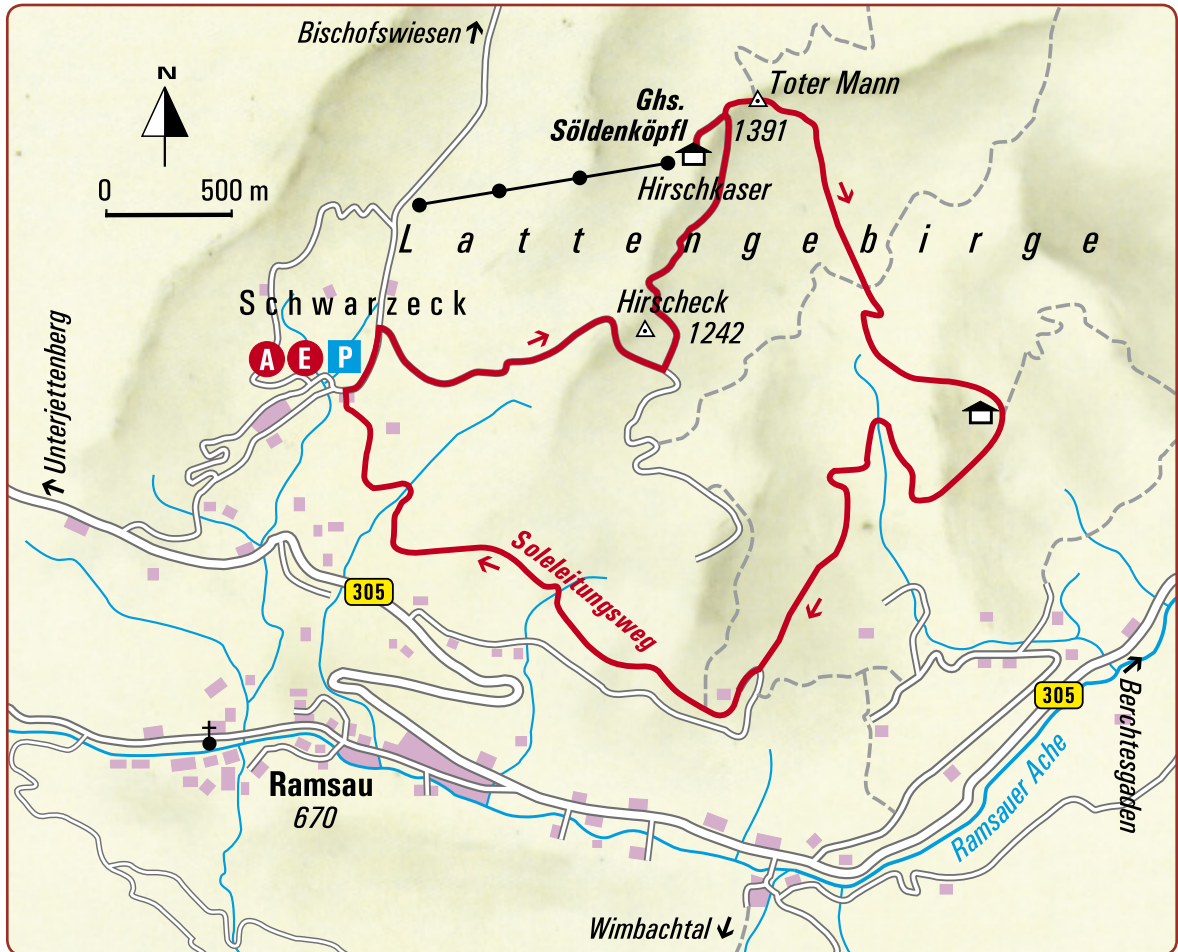 Bischofswiesen
N
Toter Mann
Ghs.
Söldenköpfl
1391
0 500 m
Hirschkaser
Lattengebirge
Schwarzeck
Hirscheck
1242
A E P
Unterjettenberg
Soleleitungsweg
305
305
Berchtesgaden
Ramsau
670
Ramsauer Ache
Wimbachtal